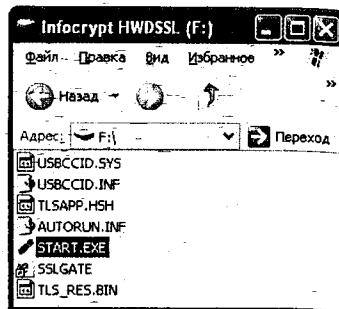 Infocrypt HWDSSL (F:)
Файл Правка Вид Избранное »
Назад »
Адрес: F:\ Переход
USBCCID.SYS
USBCCID.INF
TLSAPP.HSH
AUTORUN.INF
START.EXE
SSLGATE
TLS_RES.BIN